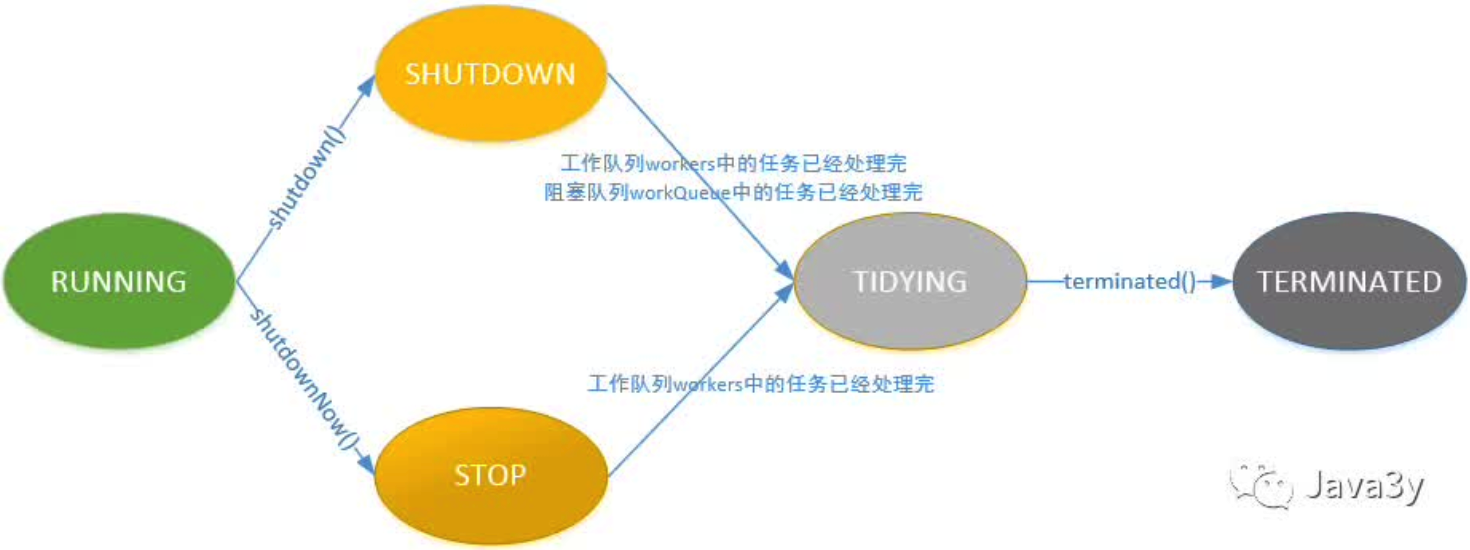 SHUTDOWN
shutdown()
工作队列workers中的任务已经处理完
阻塞队列workQueue中的任务已经处理完
RUNNING
TIDYING
terminated()
TERMINATED
shutdownNow()
工作队列workers中的任务已经处理完
STOP
Java3y